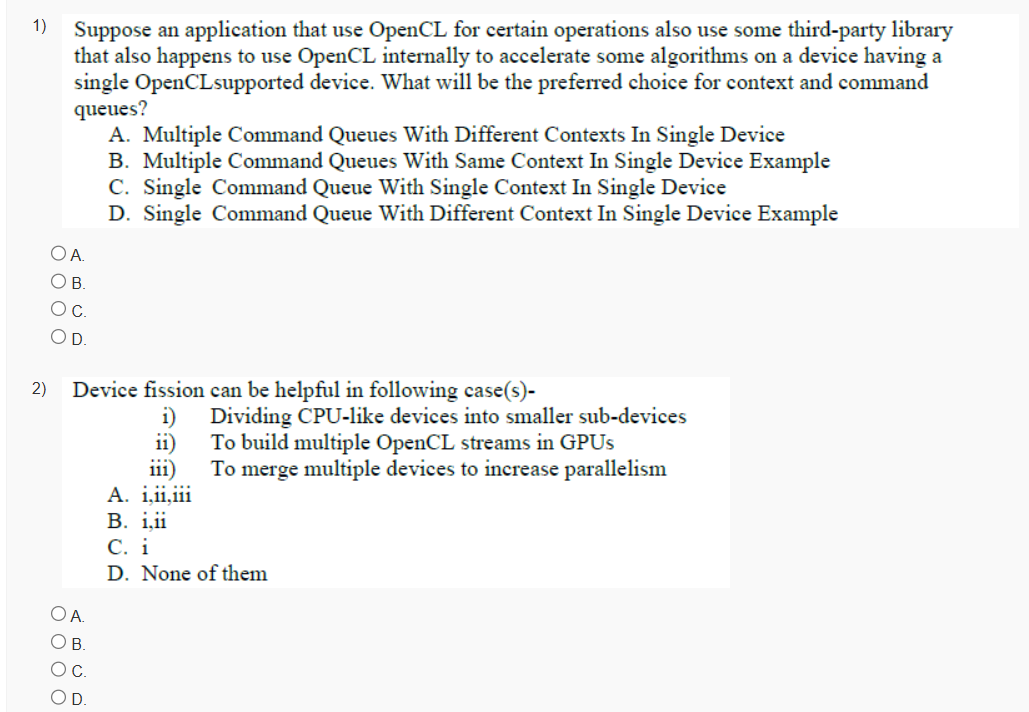 1) Suppose an application that use OpenCL for certain operations also use some third-party library
that also happens to use OpenCL internally to accelerate some algorithms on a device having a
single OpenCLsupported device. What will be the preferred choice for context and command
queues?
A. Multiple Command Queues With Different Contexts In Single Device
B. Multiple Command Queues With Same Context In Single Device Example
C. Single Command Queue With Single Context In Single Device
D. Single Command Queue With Different Context In Single Device Example
A.
B.
C.
D.
2) Device fission can be helpful in following case(s)-
i) Dividing CPU-like devices into smaller sub-devices
ii) To build multiple OpenCL streams in GPUs
iii) To merge multiple devices to increase parallelism
A. i,ii,iii
B. i,ii
C. i
D. None of them
A.
B.
C.
D.